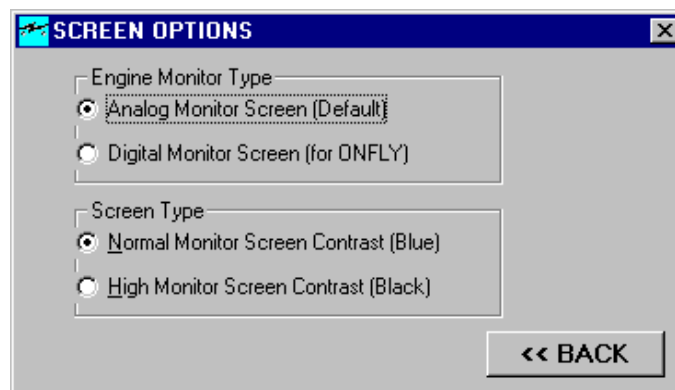 SCREEN OPTIONS
Engine Monitor Type
Analog Monitor Screen (Default)
Digital Monitor Screen (for ONFLY)
Screen Type
Normal Monitor Screen Contrast (Blue)
High Monitor Screen Contrast (Black)
<< BACK